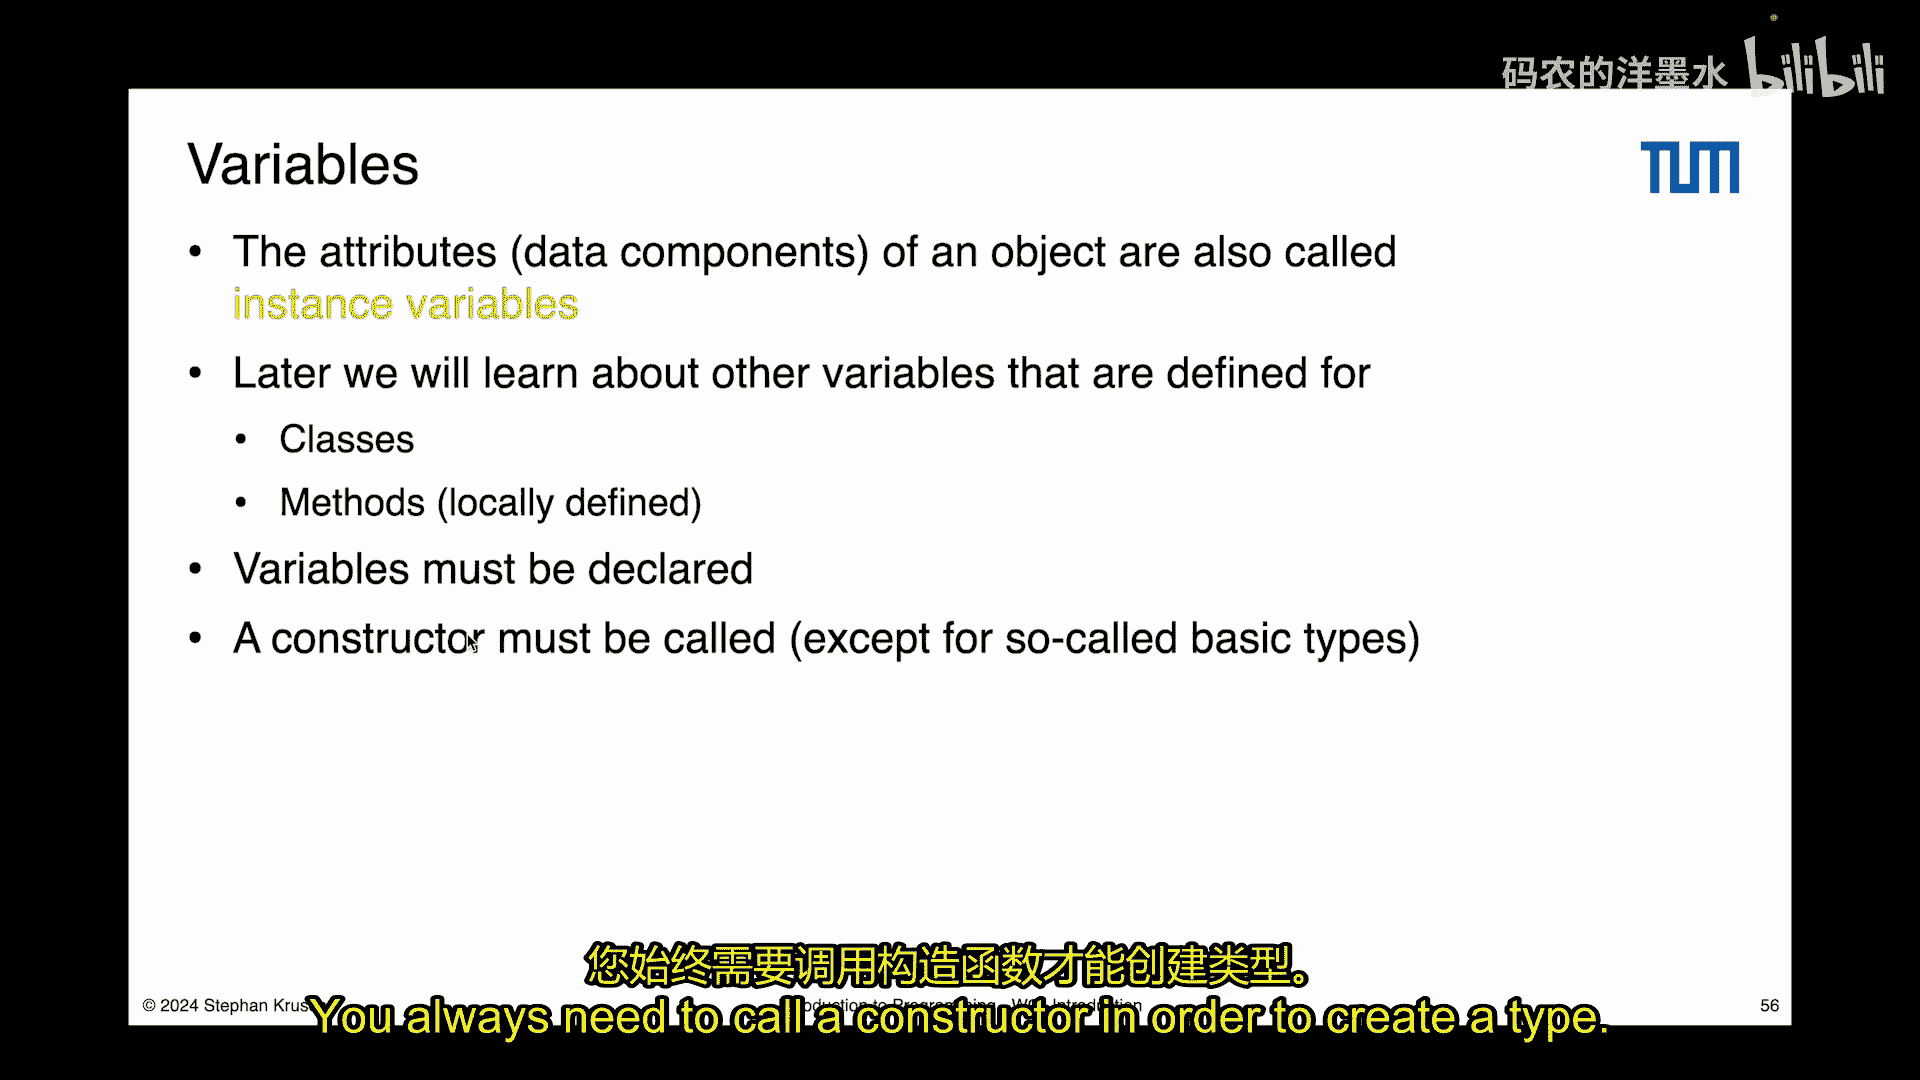 码农的洋墨水 bilibili
Variables
TUM
• The attributes (data components) of an object are also called
instance variables
• Later we will learn about other variables that are defined for
• Classes
• Methods (locally defined)
• Variables must be declared
• A constructor must be called (except for so-called basic types)
您始终需要调用构造函数才能创建类型。
© 2024 Stephan
56
You always need to call a constructor in order to create a type.